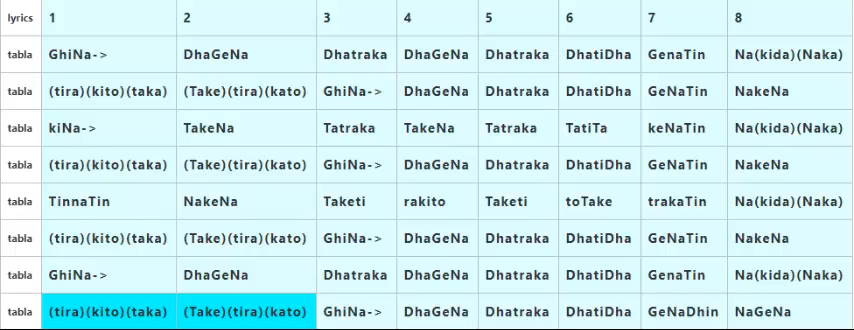 lyrics 1 2 3 4 5 6 7 8
tabla GhiNa-> DhaGeNa Dhatraka DhaGeNa Dhatraka DhatiDha GenaTin Na(kida)(Naka)
tabla (tira)(kito)(taka) (Take)(tira)(kato) GhiNa-> DhaGeNa Dhatraka DhatiDha GeNaTin NakeNa
tabla kiNa-> TakeNa Tatraka TakeNa Tatraka TatiTa keNaTin Na(kida)(Naka)
tabla (tira)(kito)(taka) (Take)(tira)(kato) GhiNa-> DhaGeNa Dhatraka DhatiDha GeNaTin NakeNa
tabla TinnaTin NakeNa Taketi rakito Taketi toTake trakaTin Na(kida)(Naka)
tabla (tira)(kito)(taka) (Take)(tira)(kato) GhiNa-> DhaGeNa Dhatraka DhatiDha GeNaTin NakeNa
tabla GhiNa-> DhaGeNa Dhatraka DhaGeNa Dhatraka DhatiDha GenaTin Na(kida)(Naka)
tabla (tira)(kito)(taka) (Take)(tira)(kato) GhiNa-> DhaGeNa Dhatraka DhatiDha GeNaDhin NaGeNa